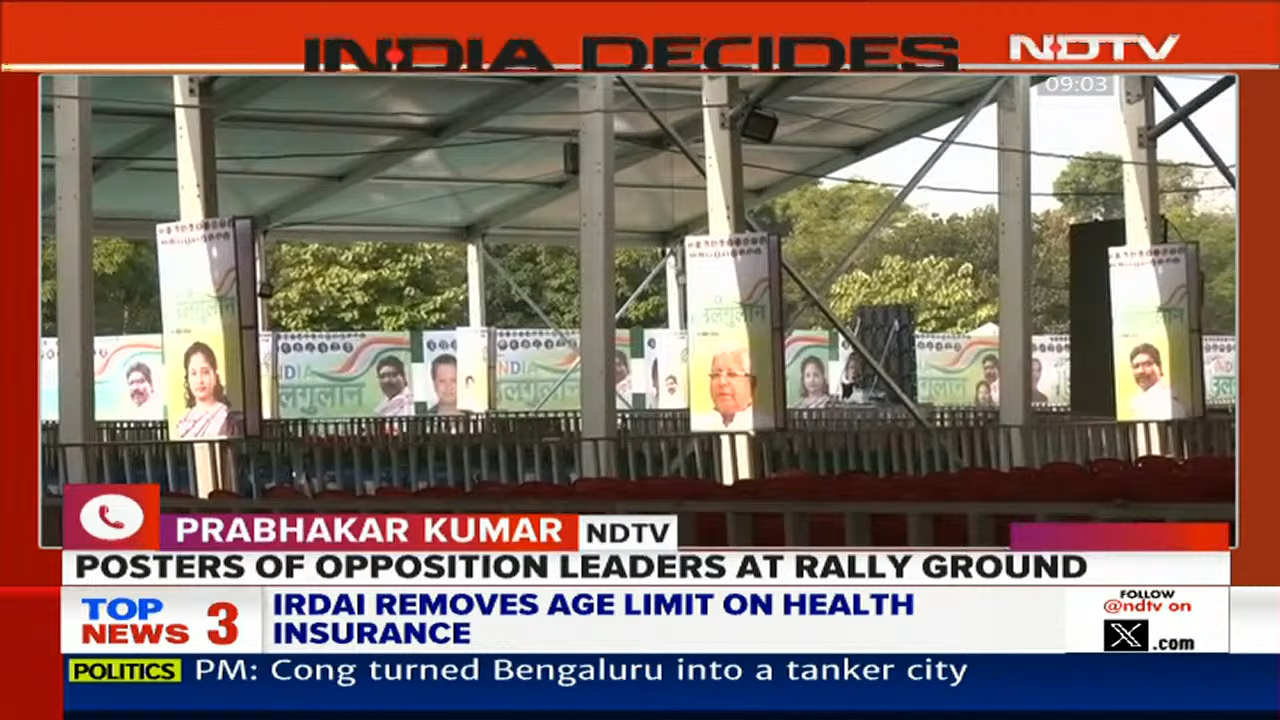 INDIA DECIDES
NDTV
09:03
उलगुलान
उलगुलान
INDIA
उलगुलान
INDIA
उलगुलान
PRABHAKAR KUMAR NDTV
POSTERS OF OPPOSITION LEADERS AT RALLY GROUND
TOP
NEWS 3
IRDAI REMOVES AGE LIMIT ON HEALTH
INSURANCE
FOLLOW
@ndtv on
X .com
POLITICS PM: Cong turned Bengaluru into a tanker city